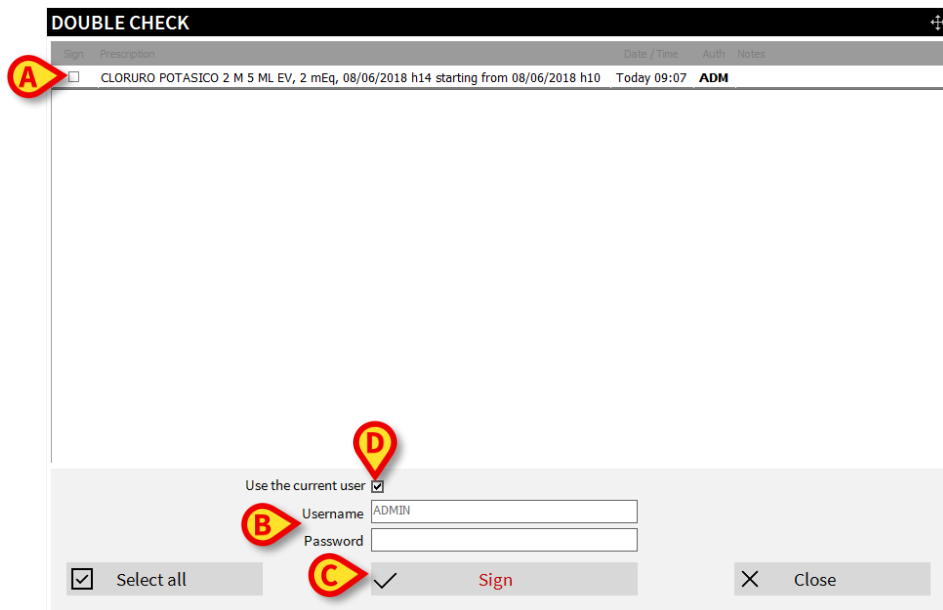 DOUBLE CHECK
Sign Prescription Date / Time Auth Notes
A
CLORURO POTASICO 2 M 5 ML EV, 2 mEq, 08/06/2018 h14 starting from 08/06/2018 h10 Today 09:07 ADM
D
Use the current user
Username ADMIN
B
Password
Select all C Sign Close